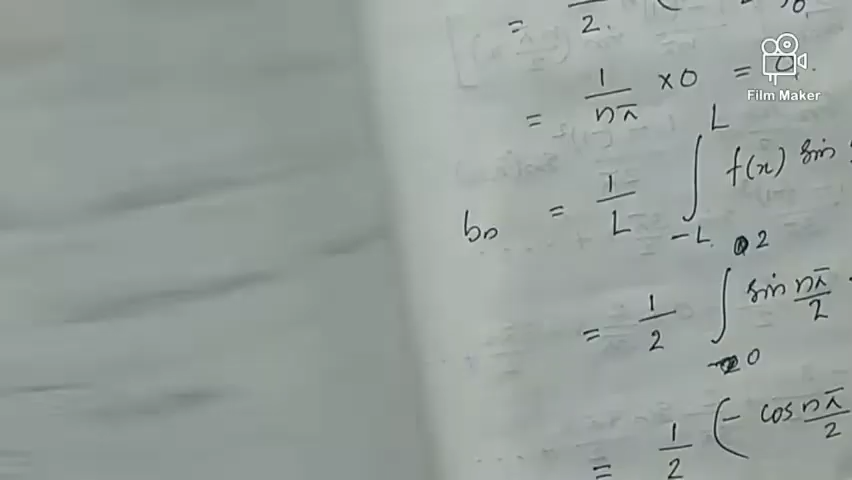 = /2.
= 1/nπ × 0 = 0.
Film Maker
bn = 1/L ∫ -L L f(x) sin
= 1/2 ∫ 0 2 sin nπ/2
= 1/2 (- cos nπ/2